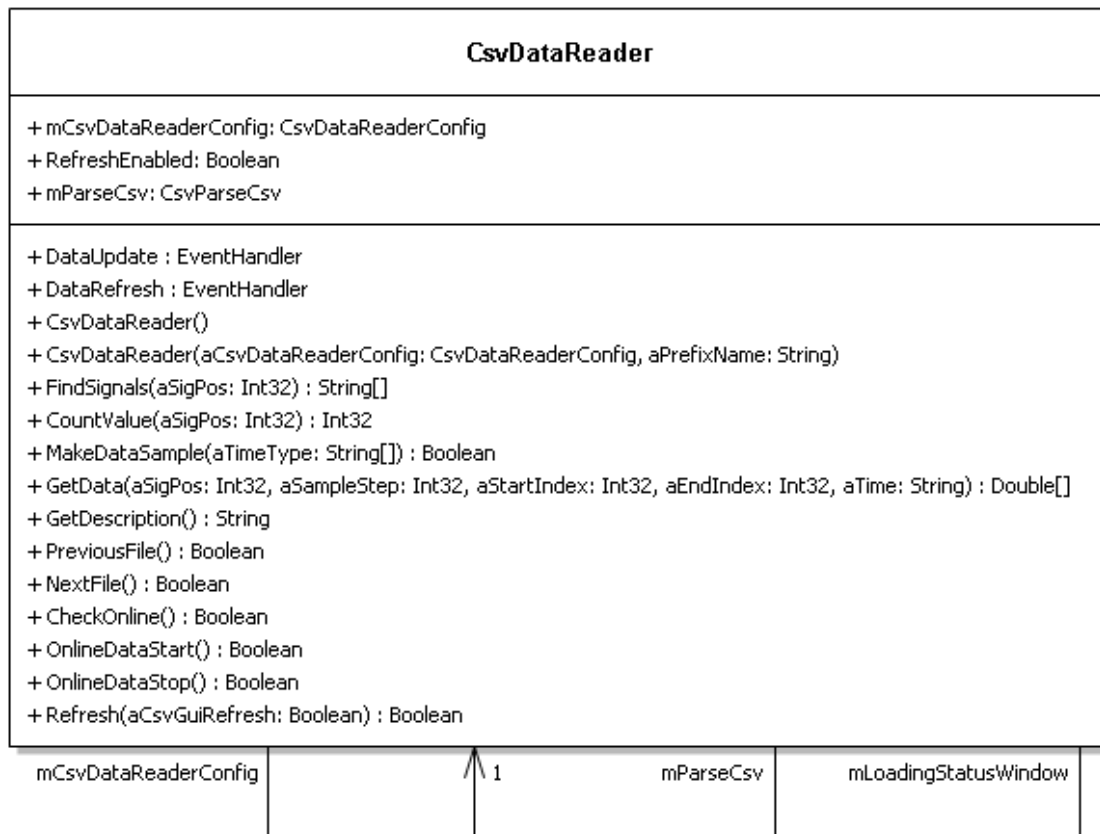 CsvDataReader
+ mCsvDataReaderConfig: CsvDataReaderConfig
+ RefreshEnabled: Boolean
+ mParseCsv: CsvParseCsv
+ DataUpdate : EventHandler
+ DataRefresh : EventHandler
+ CsvDataReader()
+ CsvDataReader(aCsvDataReaderConfig: CsvDataReaderConfig, aPrefixName: String)
+ FindSignals(aSigPos: Int32) : String[]
+ CountValue(aSigPos: Int32) : Int32
+ MakeDataSample(aTimeType: String[]) : Boolean
+ GetData(aSigPos: Int32, aSampleStep: Int32, aStartIndex: Int32, aEndIndex: Int32, aTime: String) : Double[]
+ GetDescription() : String
+ PreviousFile() : Boolean
+ NextFile() : Boolean
+ CheckOnline() : Boolean
+ OnlineDataStart() : Boolean
+ OnlineDataStop() : Boolean
+ Refresh(aCsvGuiRefresh: Boolean) : Boolean
mCsvDataReaderConfig 1 mParseCsv mLoadingStatusWindow